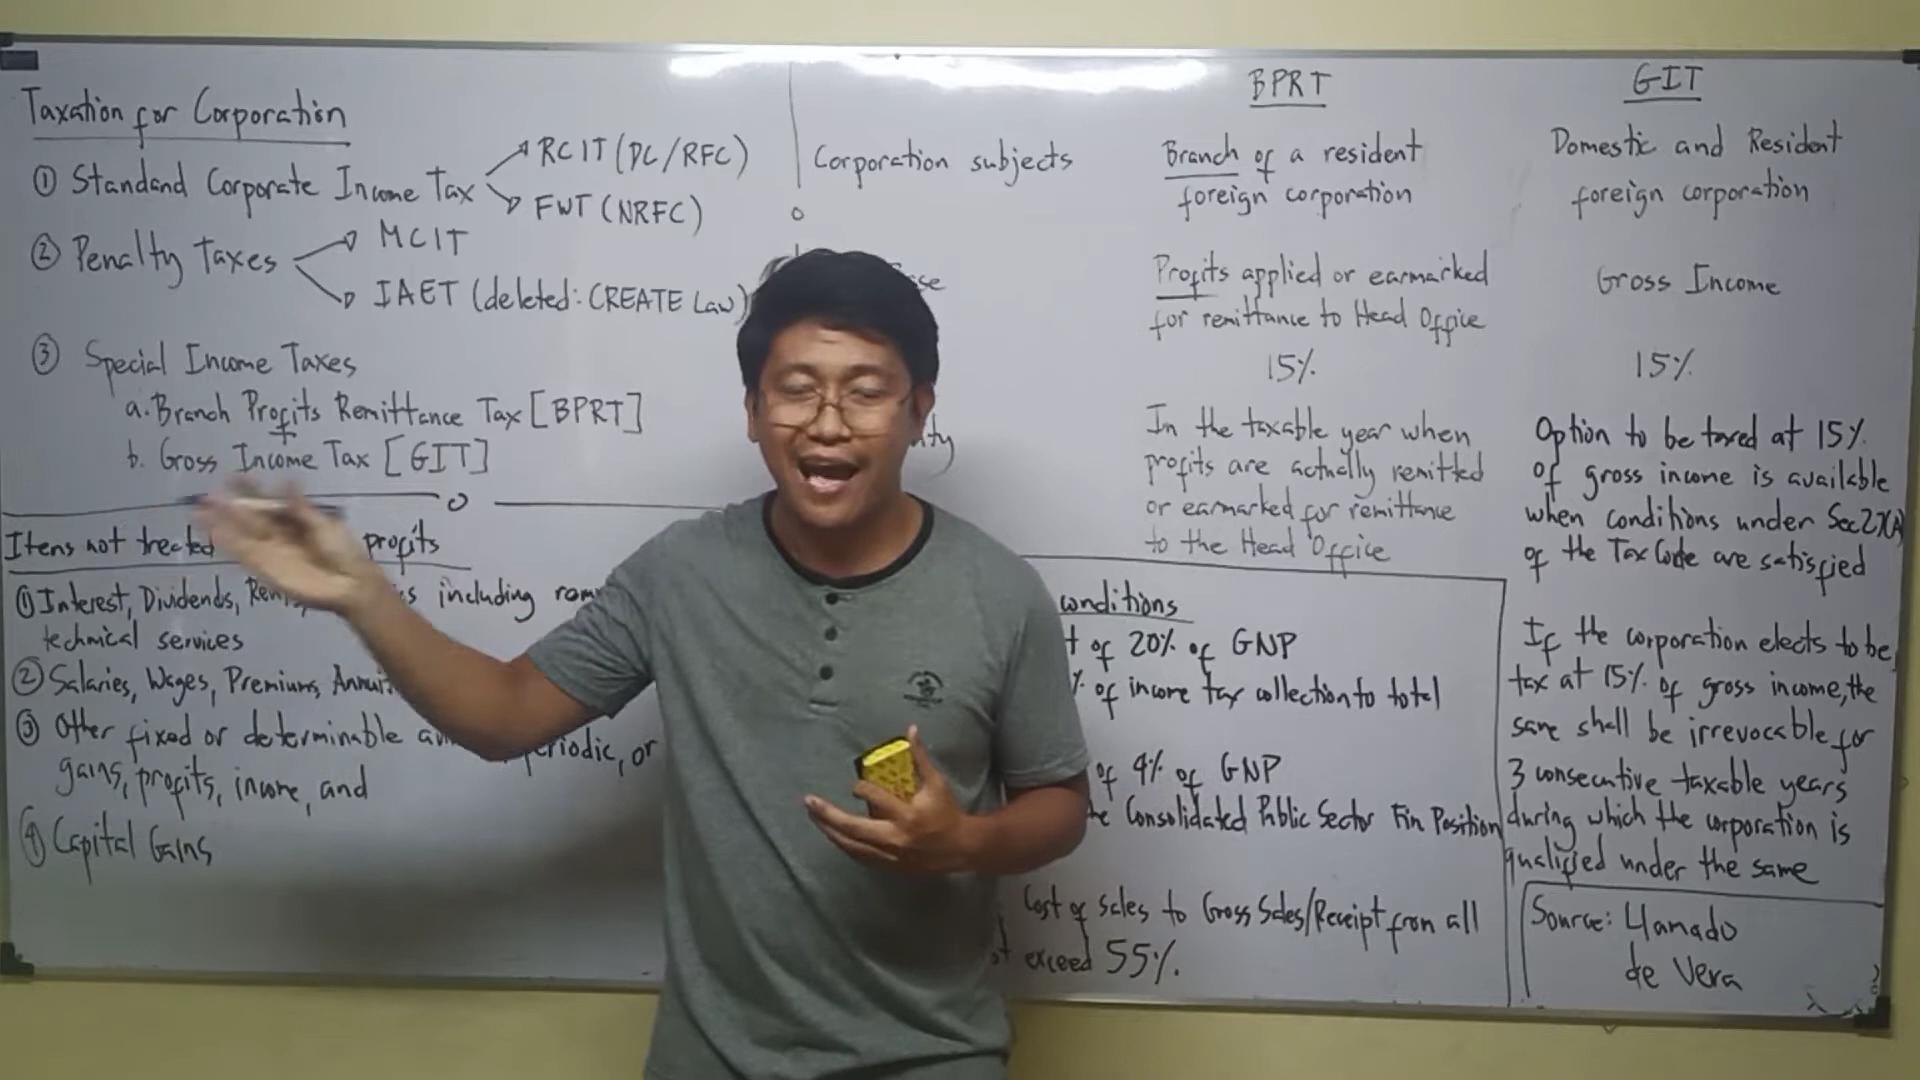 Taxation for Corporation
① Standard Corporate Income Tax
RCIT (DC/RFC)
FWT (NRFC)
② Penalty Taxes
MCIT
IAET (deleted: CREATE Law)
③ Special Income Taxes
a. Branch Profits Remittance Tax [BPRT]
b. Gross Income Tax [GIT]
Items not treated profits
① Interest, Dividends, including
technical services
② Salaries, Wages, Premiums,
③ Other fixed or determinable periodic, or
gains, profits, income, and
④ Capital Gains
Corporation subjects
BPRT
Branch of a resident
foreign corporation
Profits applied or earmarked
for remittance to Head Office
15%
In the taxable year when
profits are actually remitted
or earmarked for remittance
to the Head Office
GIT
Domestic and Resident
foreign corporation
Gross Income
15%
Option to be taxed at 15%
of gross income is available
when conditions under Sec 27(A)
of the Tax Code are satisfied
If the corporation elects to be
tax at 15% of gross income, the
same shall be irrevocable for
3 consecutive taxable years
during which the corporation is
qualified under the same
conditions
of 20% of GNP
% of income tax collection to total
of 4% of GNP
Consolidated Public Sector Fin Position
Cost of Sales to Gross Sales/Receipt from all
exceed 55%.
Source: Llamado
de Vera